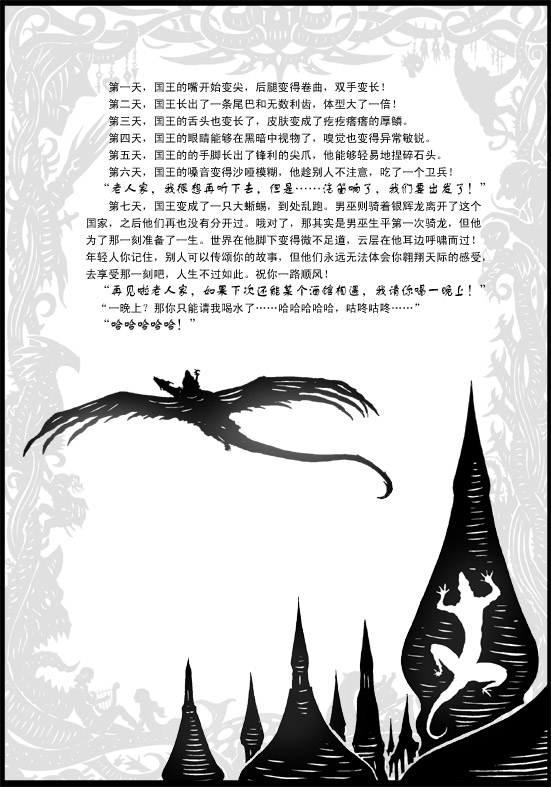 第一天，国王的嘴开始变尖，后腿变得卷曲，双手变长！
第二天，国王长出了一条尾巴和无数利齿，体型大了一倍！
第三天，国王的舌头也变长了，皮肤变成了疙疙瘩瘩的厚鳞。
第四天，国王的眼睛能够在黑暗中视物了，嗅觉也变得异常敏锐。
第五天，国王的的手脚长出了锋利的尖爪，他能够轻易地捏碎石头。
第六天，国王的嗓音变得沙哑模糊，他趁别人不注意，吃了一个卫兵！
“老人家，我很想再听下去，但是……汽笛响了，我们要出发了！”
第七天，国王变成了一只大蜥蜴，到处乱跑。男巫则骑着银辉龙离开了这个
国家，之后他们再也没有分开过。哦对了，那其实是男巫生平第一次骑龙，但他
为了那一刻准备了一生。世界在他脚下变得微不足道，云层在他耳边呼啸而过！
年轻人你记住，别人可以传颂你的故事，但他们永远无法体会你翱翔天际的感受，
去享受那一刻吧，人生不过如此。祝你一路顺风！
“再见啦老人家，如果下次还能某个酒馆相遇，我请你喝一晚上！”
“一晚上？那你只能请我喝水了……哈哈哈哈哈，咕咚咕咚……”
“哈哈哈哈哈！”